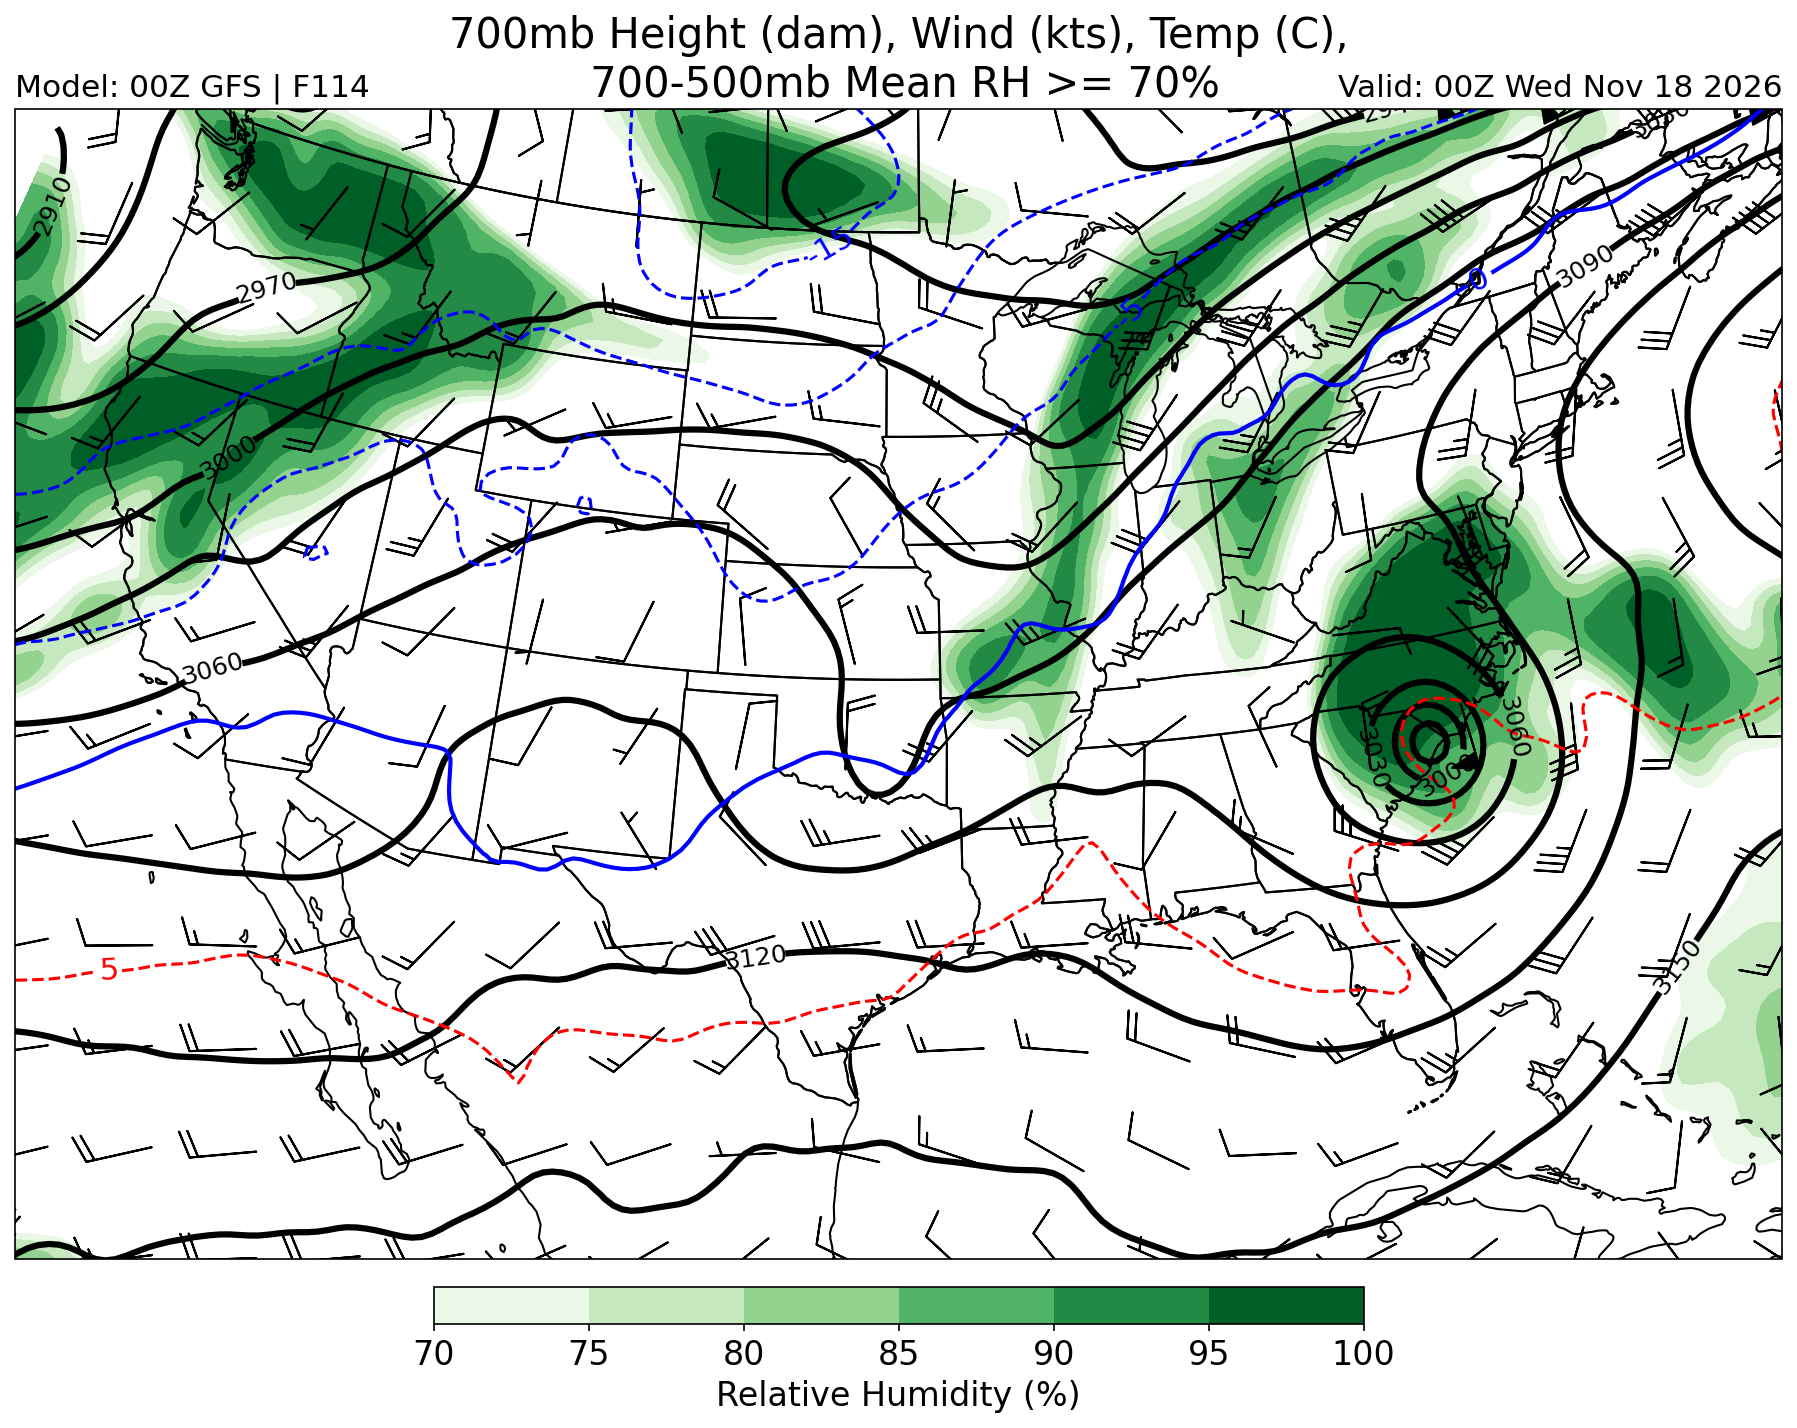 700mb Height (dam), Wind (kts), Temp (C),
700-500mb Mean RH >= 70%
Model: 00Z GFS | F114
Valid: 00Z Wed Nov 18 2026
2910
2970
3000
3060
3090
3030
3060
3000
3120
3150
0
5
70 75 80 85 90 95 100
Relative Humidity (%)